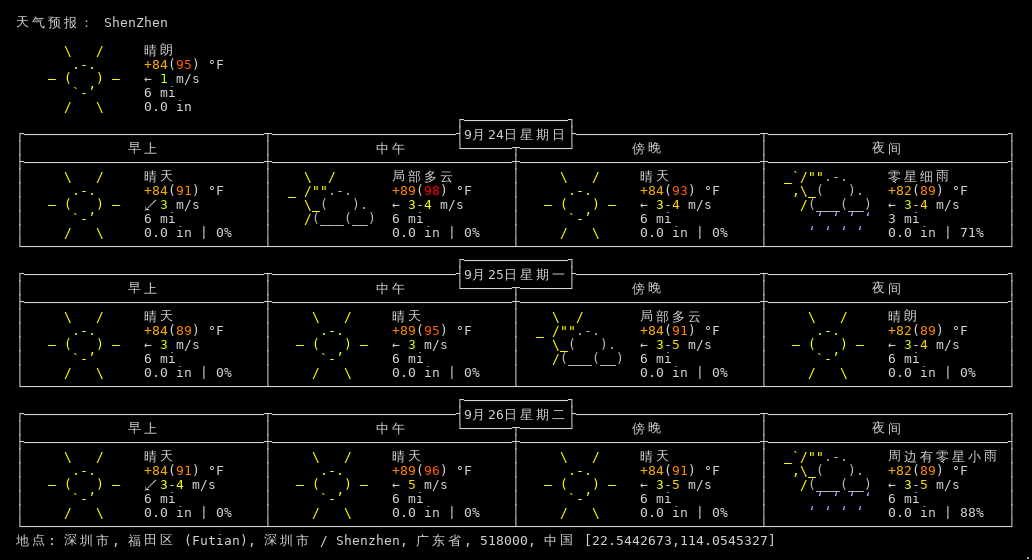 天气预报： ShenZhen
晴朗
+84(95) °F
← 1 m/s
6 mi
0.0 in
9月24日星期日
早上 中午 傍晚 夜间
晴天 局部多云 晴天 零星细雨
+84(91) °F +89(98) °F +84(93) °F +82(89) °F
↙ 3 m/s ← 3-4 m/s ← 3-4 m/s ← 3-4 m/s
6 mi 6 mi 6 mi 3 mi
0.0 in | 0% 0.0 in | 0% 0.0 in | 0% 0.0 in | 71%
9月25日星期一
早上 中午 傍晚 夜间
晴天 晴天 局部多云 晴朗
+84(89) °F +89(95) °F +84(91) °F +82(89) °F
← 3 m/s ← 3 m/s ← 3-5 m/s ← 3-4 m/s
6 mi 6 mi 6 mi 6 mi
0.0 in | 0% 0.0 in | 0% 0.0 in | 0% 0.0 in | 0%
9月26日星期二
早上 中午 傍晚 夜间
晴天 晴天 晴天 周边有零星小雨
+84(91) °F +89(96) °F +84(91) °F +82(89) °F
↙ 3-4 m/s ← 5 m/s ← 3-5 m/s ← 3-5 m/s
6 mi 6 mi 6 mi 6 mi
0.0 in | 0% 0.0 in | 0% 0.0 in | 0% 0.0 in | 88%
地点: 深圳市, 福田区 (Futian), 深圳市 / Shenzhen, 广东省, 518000, 中国 [22.5442673,114.0545327]